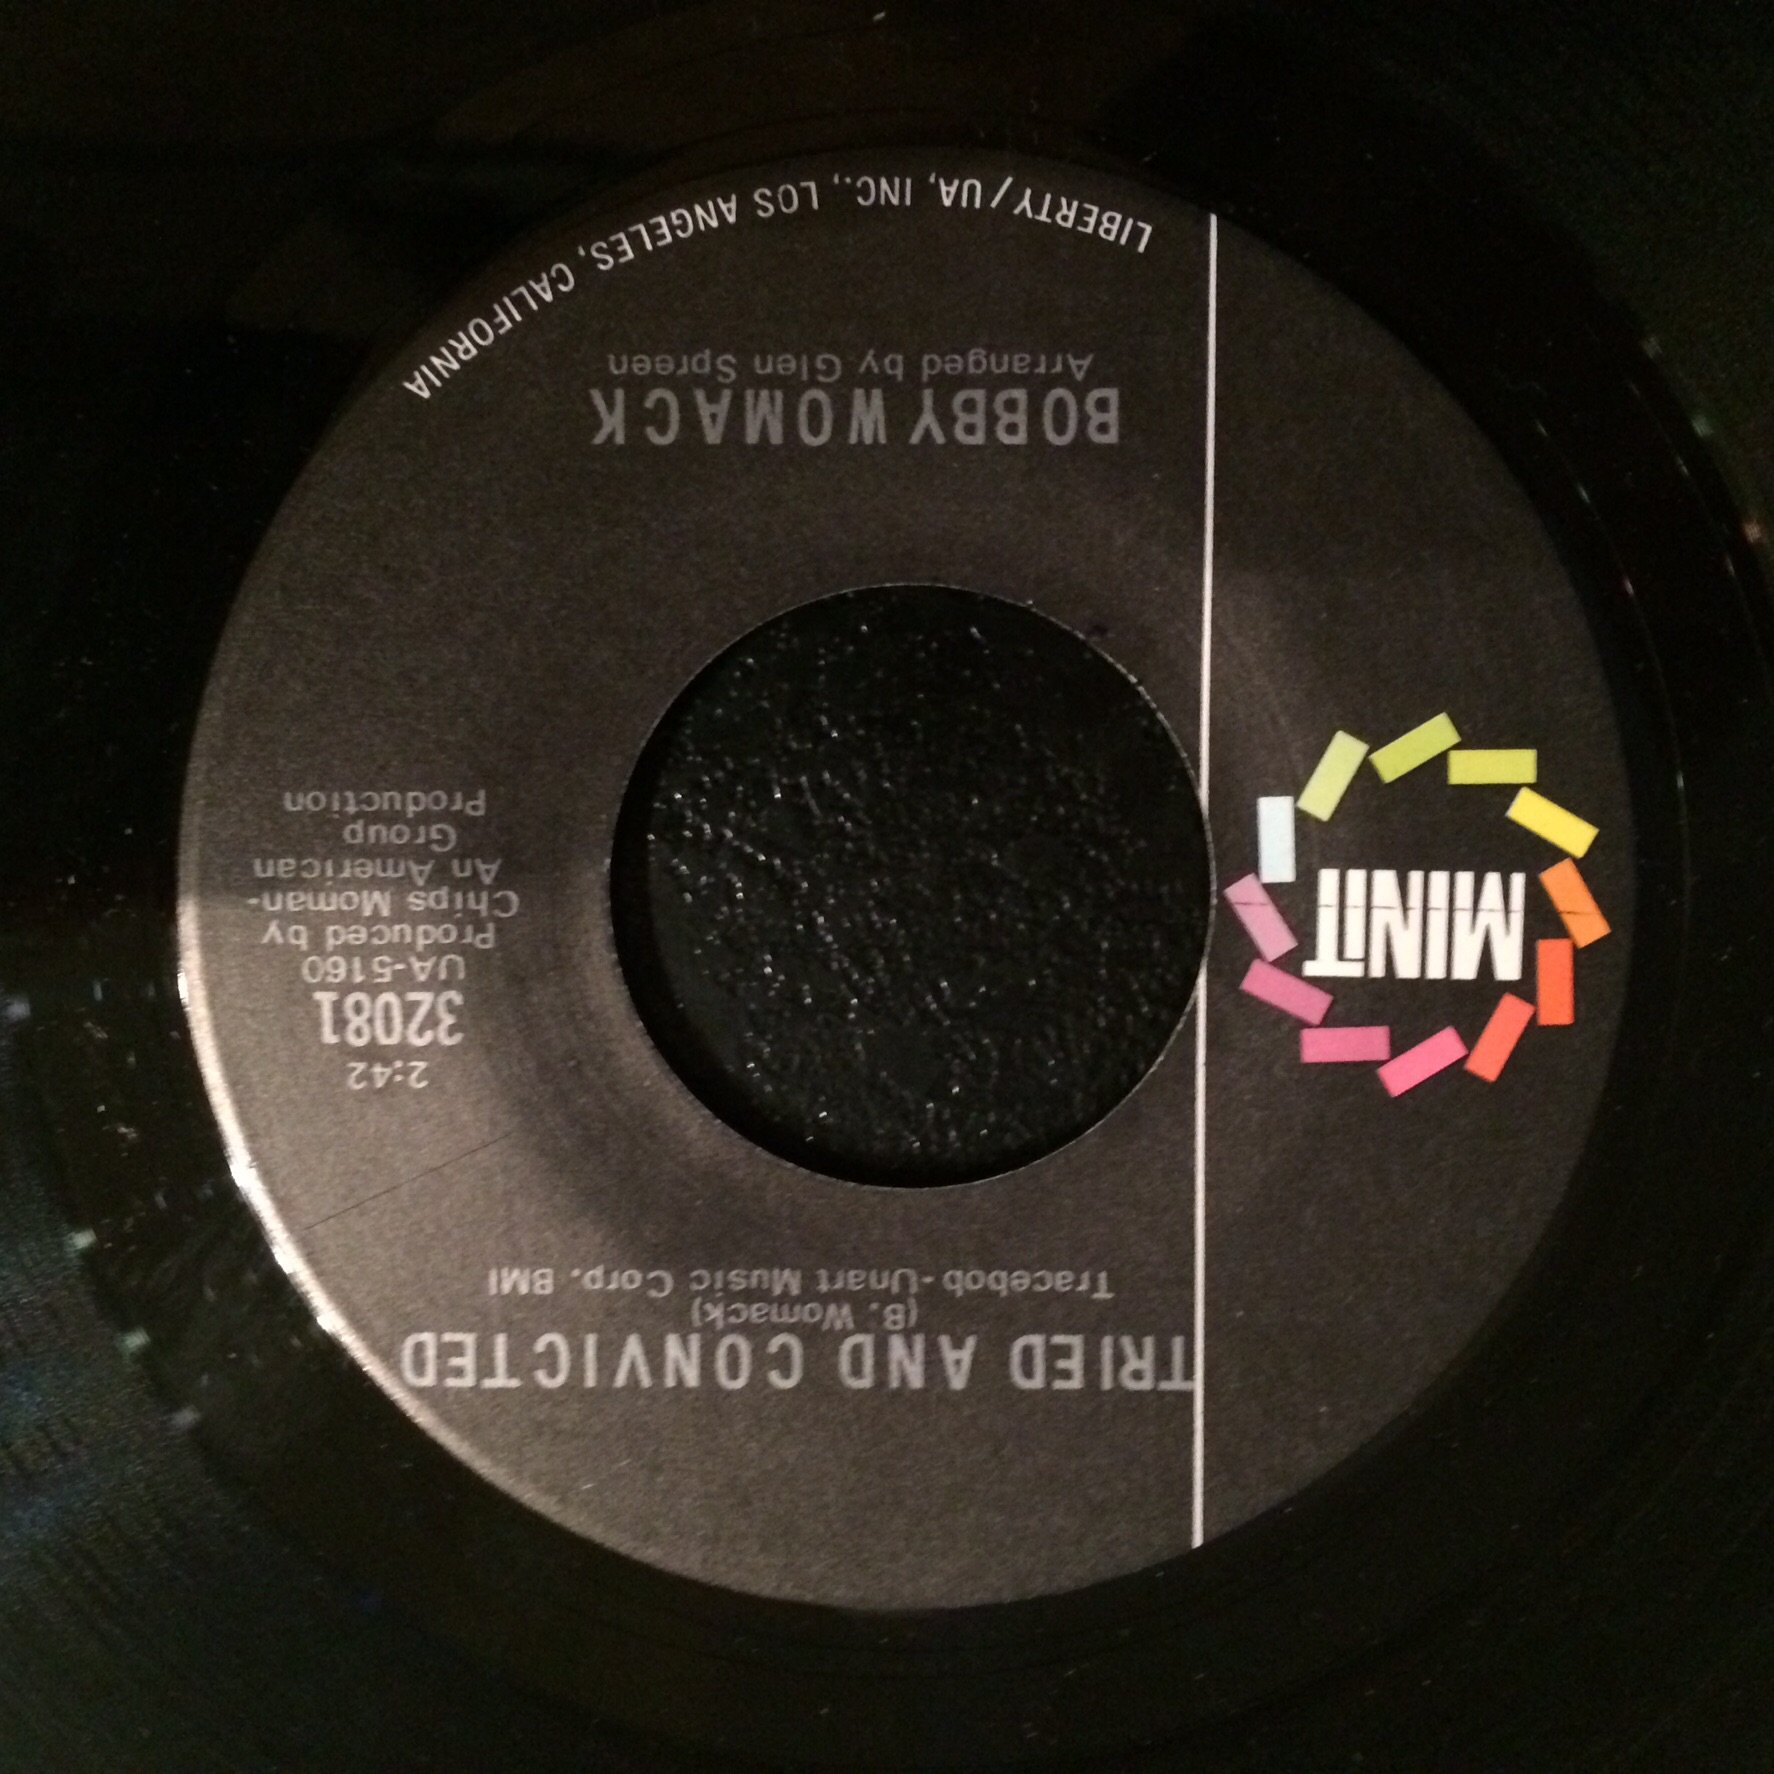 MINIT
TRIED AND CONVICTED
(B. Womack)
Tracebob-Unart Music Corp. BMI
2:42
32081
UA-5160
Produced by
Chips Moman-
An American
Group
Production
BOBBY WOMACK
Arranged by Glen Spreen
LIBERTY/UA, INC., LOS ANGELES, CALIFORNIA